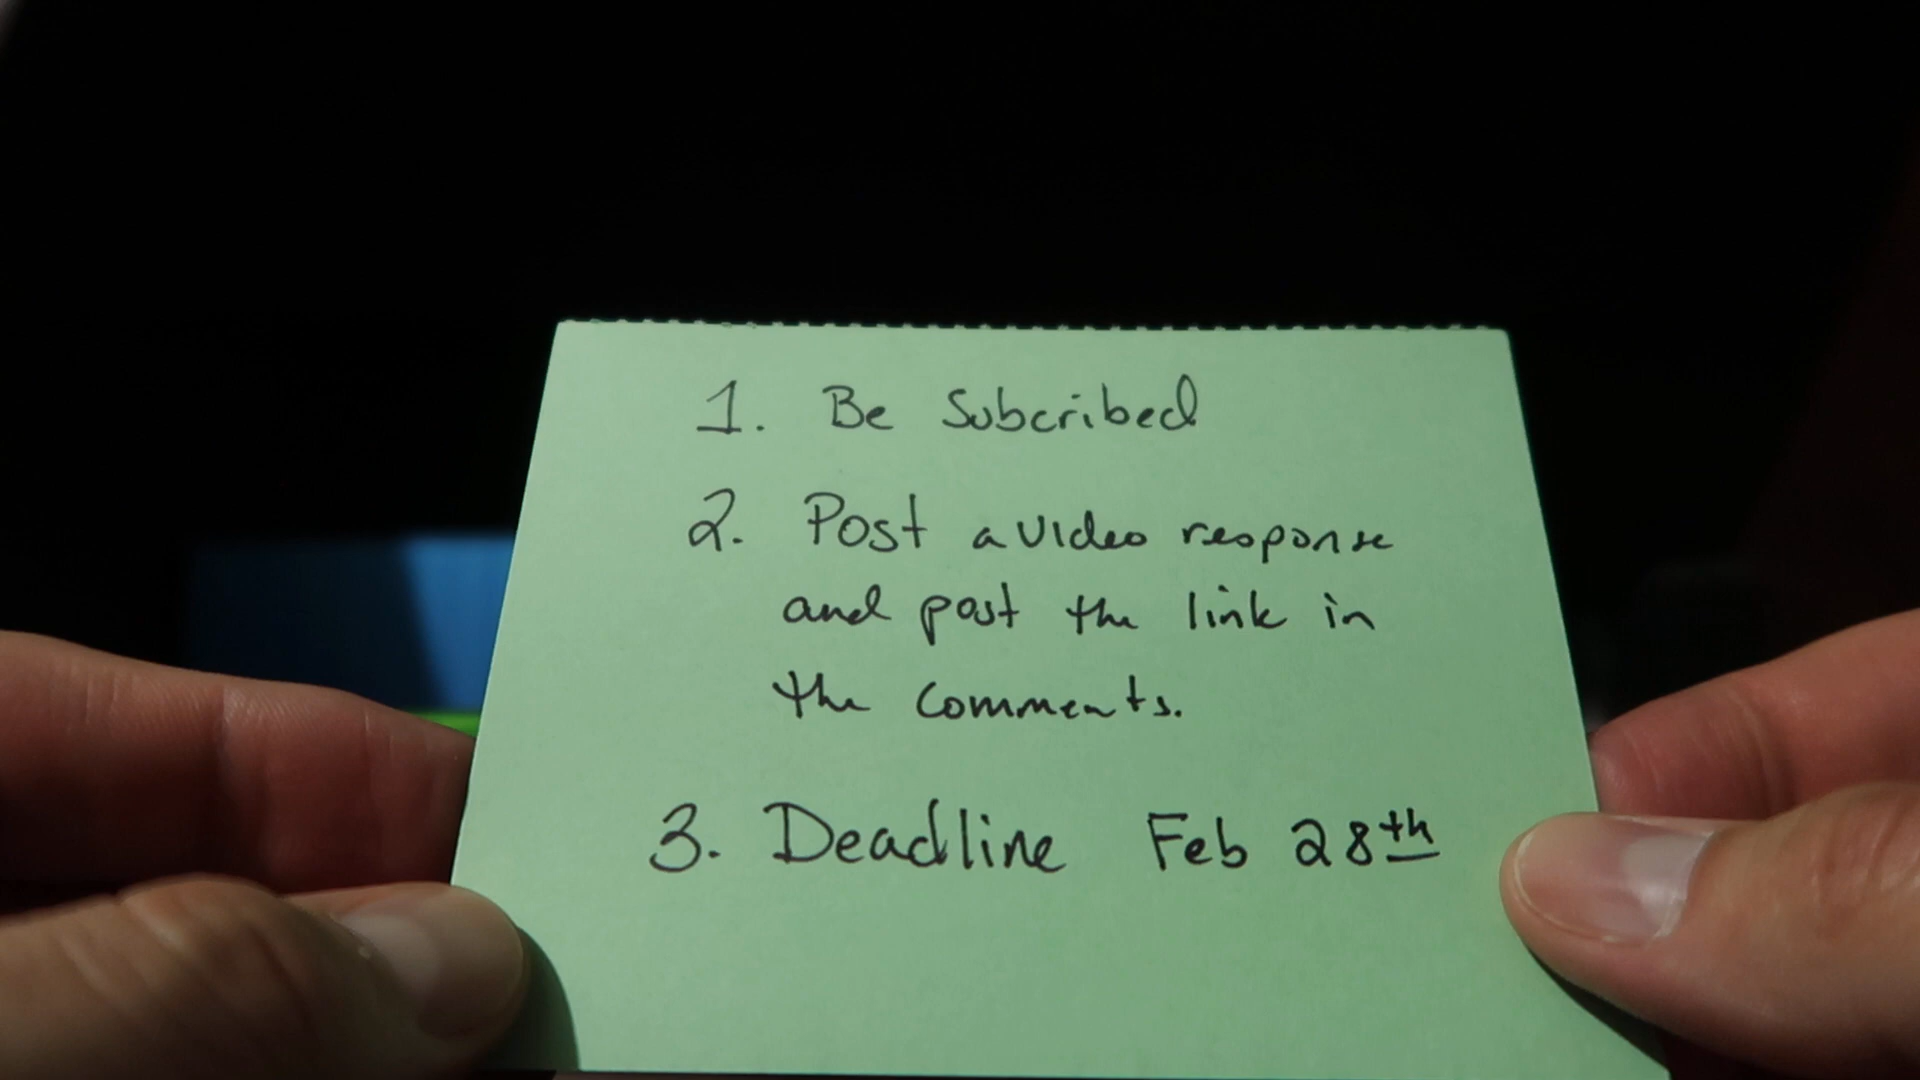 1. Be Subcribed
2. Post a video response
and post the link in
the comments.
3. Deadline Feb 28th